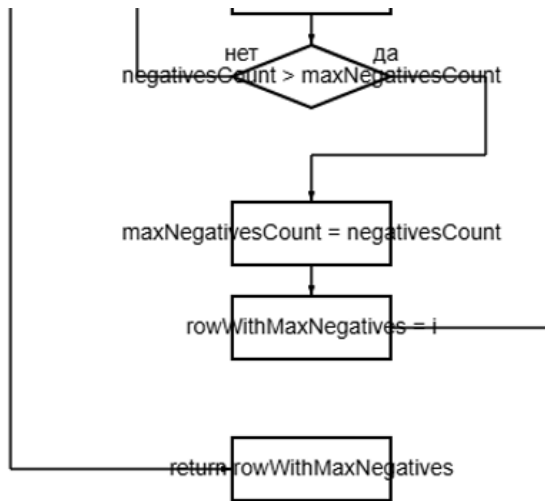 нет
да
negativesCount > maxNegativesCount
maxNegativesCount = negativesCount
rowWithMaxNegatives = i
return rowWithMaxNegatives